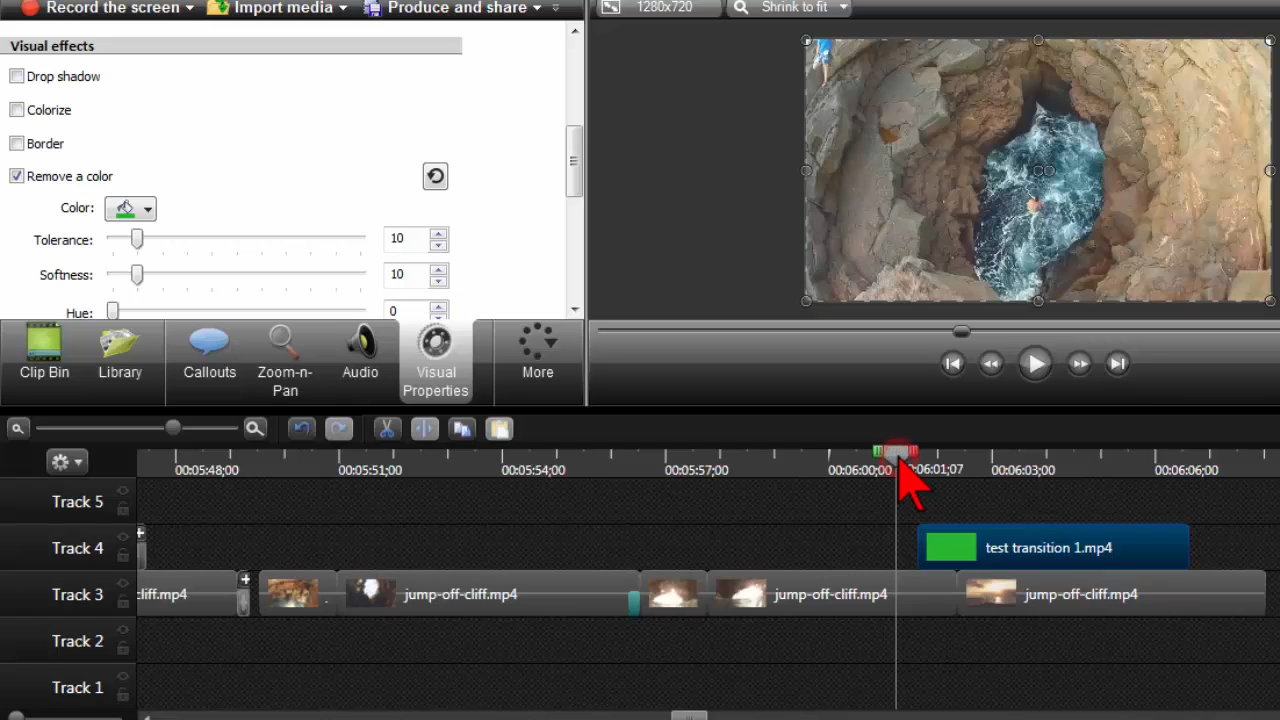 Record the screen Import media Produce and share
1280x720 Shrink to fit
Visual effects
Drop shadow
Colorize
Border
Remove a color
Color:
Tolerance: 10
Softness: 10
Hue: 0
Clip Bin Library Callouts Zoom-n-Pan Audio Visual Properties More
00:05:48;00 00:05:51;00 00:05:54;00 00:05:57;00 00:06:00;00 00:06:01;07 00:06:03;00 00:06:06;00
Track 5
Track 4 test transition 1.mp4
Track 3 cliff.mp4 . jump-off-cliff.mp4 jump-off-cliff.mp4 jump-off-cliff.mp4
Track 2
Track 1